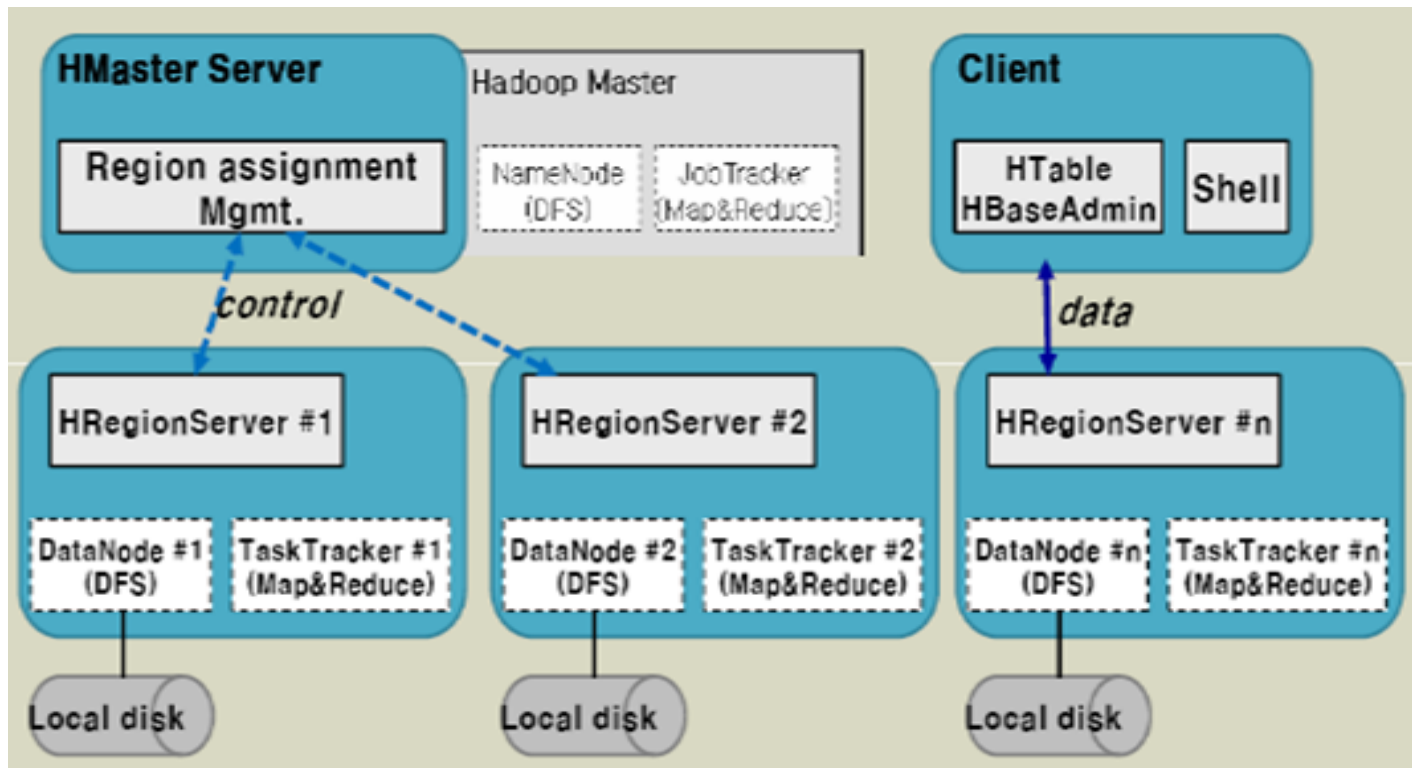 HMaster Server
Hadoop Master
Client
Region assignment
Mgmt.
NameNode
(DFS)
JobTracker
(Map&Reduce)
HTable
HBaseAdmin
Shell
control
data
HRegionServer #1
HRegionServer #2
HRegionServer #n
DataNode #1
(DFS)
TaskTracker #1
(Map&Reduce)
DataNode #2
(DFS)
TaskTracker #2
(Map&Reduce)
DataNode #n
(DFS)
TaskTracker #n
(Map&Reduce)
Local disk
Local disk
Local disk